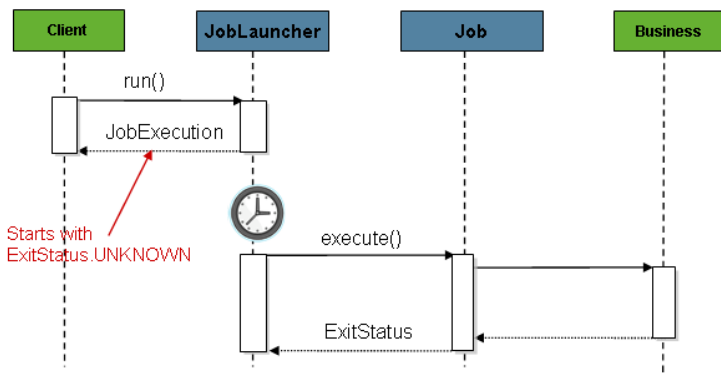 Client
JobLauncher
Job
Business
run()
JobExecution
Starts with
ExitStatus.UNKNOWN
execute()
ExitStatus